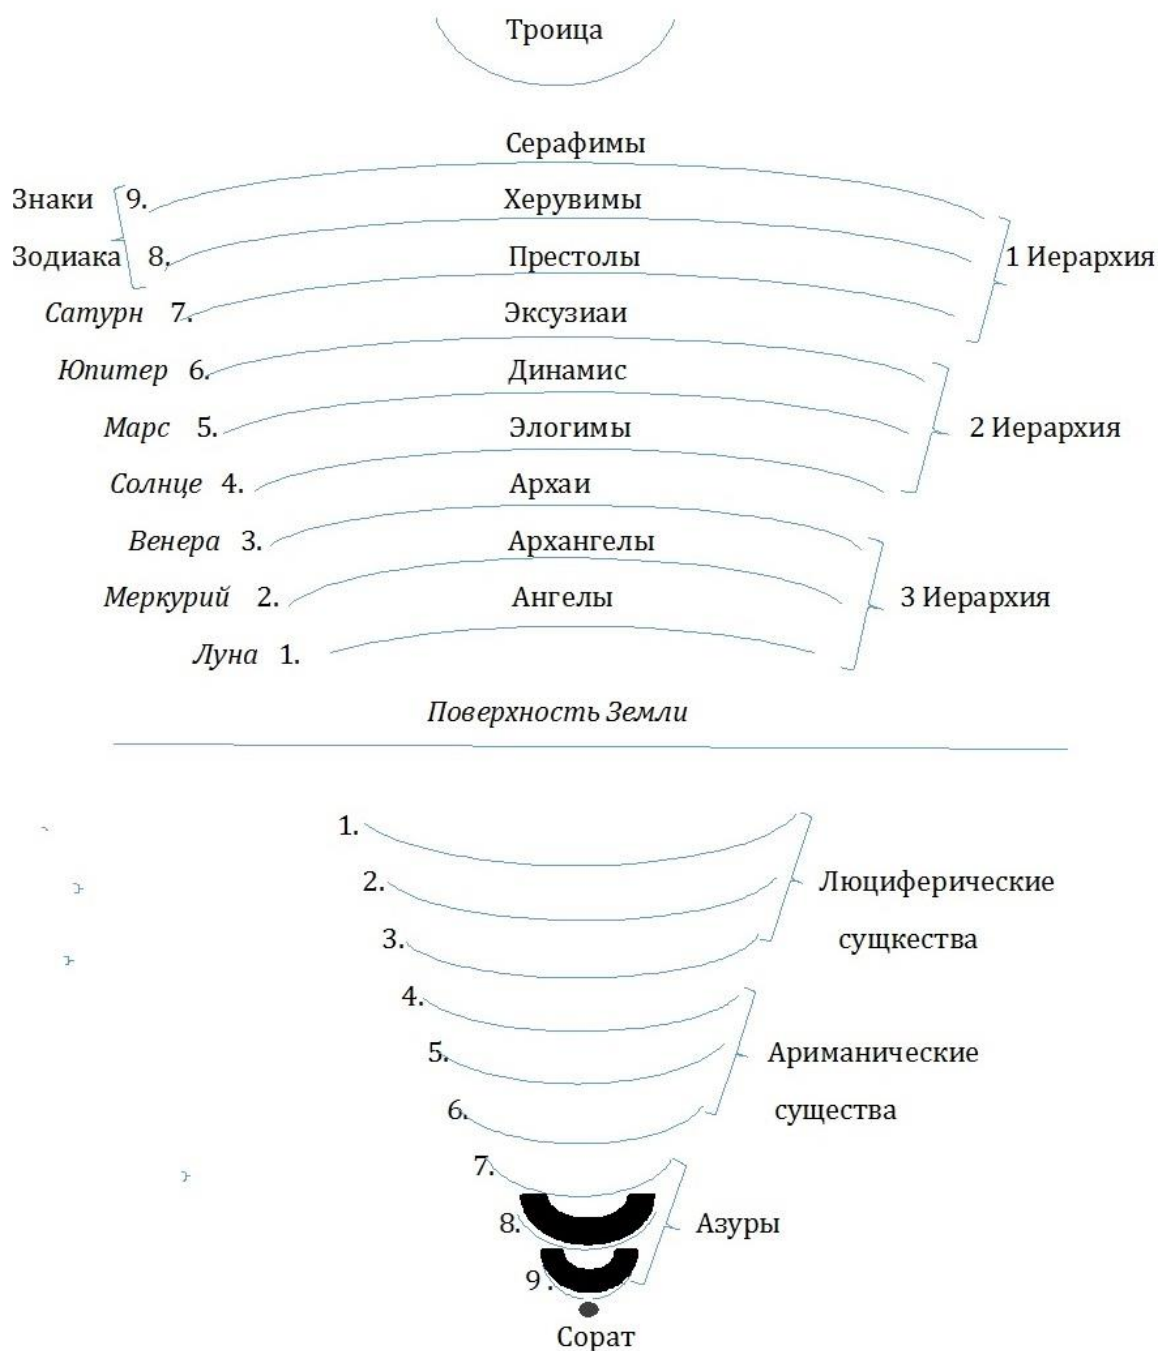 Троица
Серафимы
Знаки 9. Херувимы
Зодиака 8. Престолы 1 Иерархия
Сатурн 7. Эксузиаи
Юпитер 6. Динамис
Марс 5. Элогимы 2 Иерархия
Солнце 4. Архаи
Венера 3. Архангелы
Меркурий 2. Ангелы 3 Иерархия
Луна 1.
Поверхность Земли
1.
2. Люциферические
3. сущкества
4.
5. Ариманические
6. существа
7.
8. Азуры
9.
Сорат